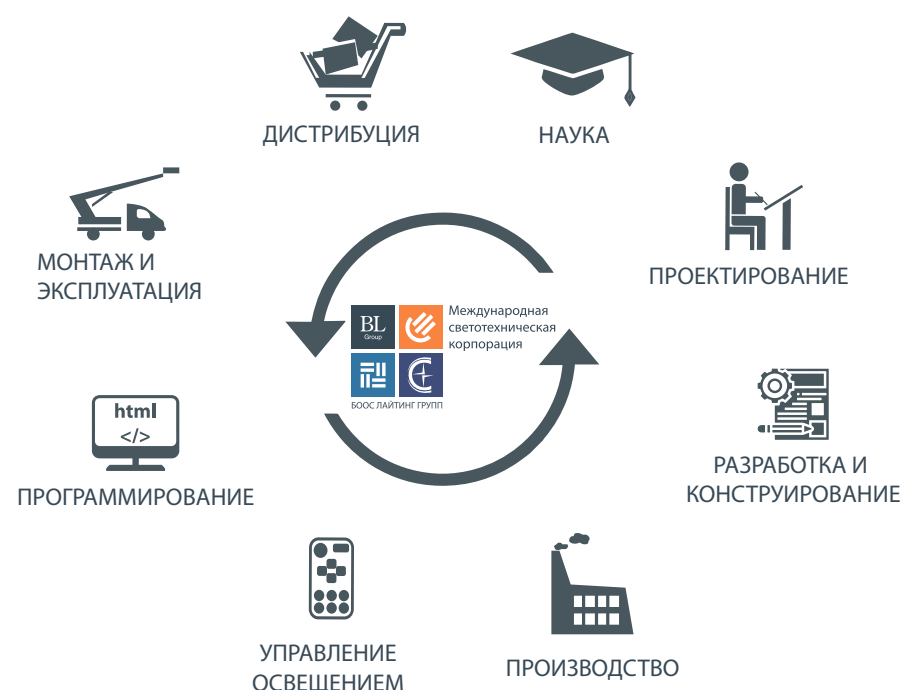 ДИСТРИБУЦИЯ
НАУКА
МОНТАЖ И
ЭКСПЛУАТАЦИЯ
ПРОЕКТИРОВАНИЕ
BL
Group
Международная
светотехническая
корпорация
БООС ЛАЙТИНГ ГРУПП
html
</>
ПРОГРАММИРОВАНИЕ
РАЗРАБОТКА И
КОНСТРУИРОВАНИЕ
УПРАВЛЕНИЕ
ОСВЕЩЕНИЕМ
ПРОИЗВОДСТВО